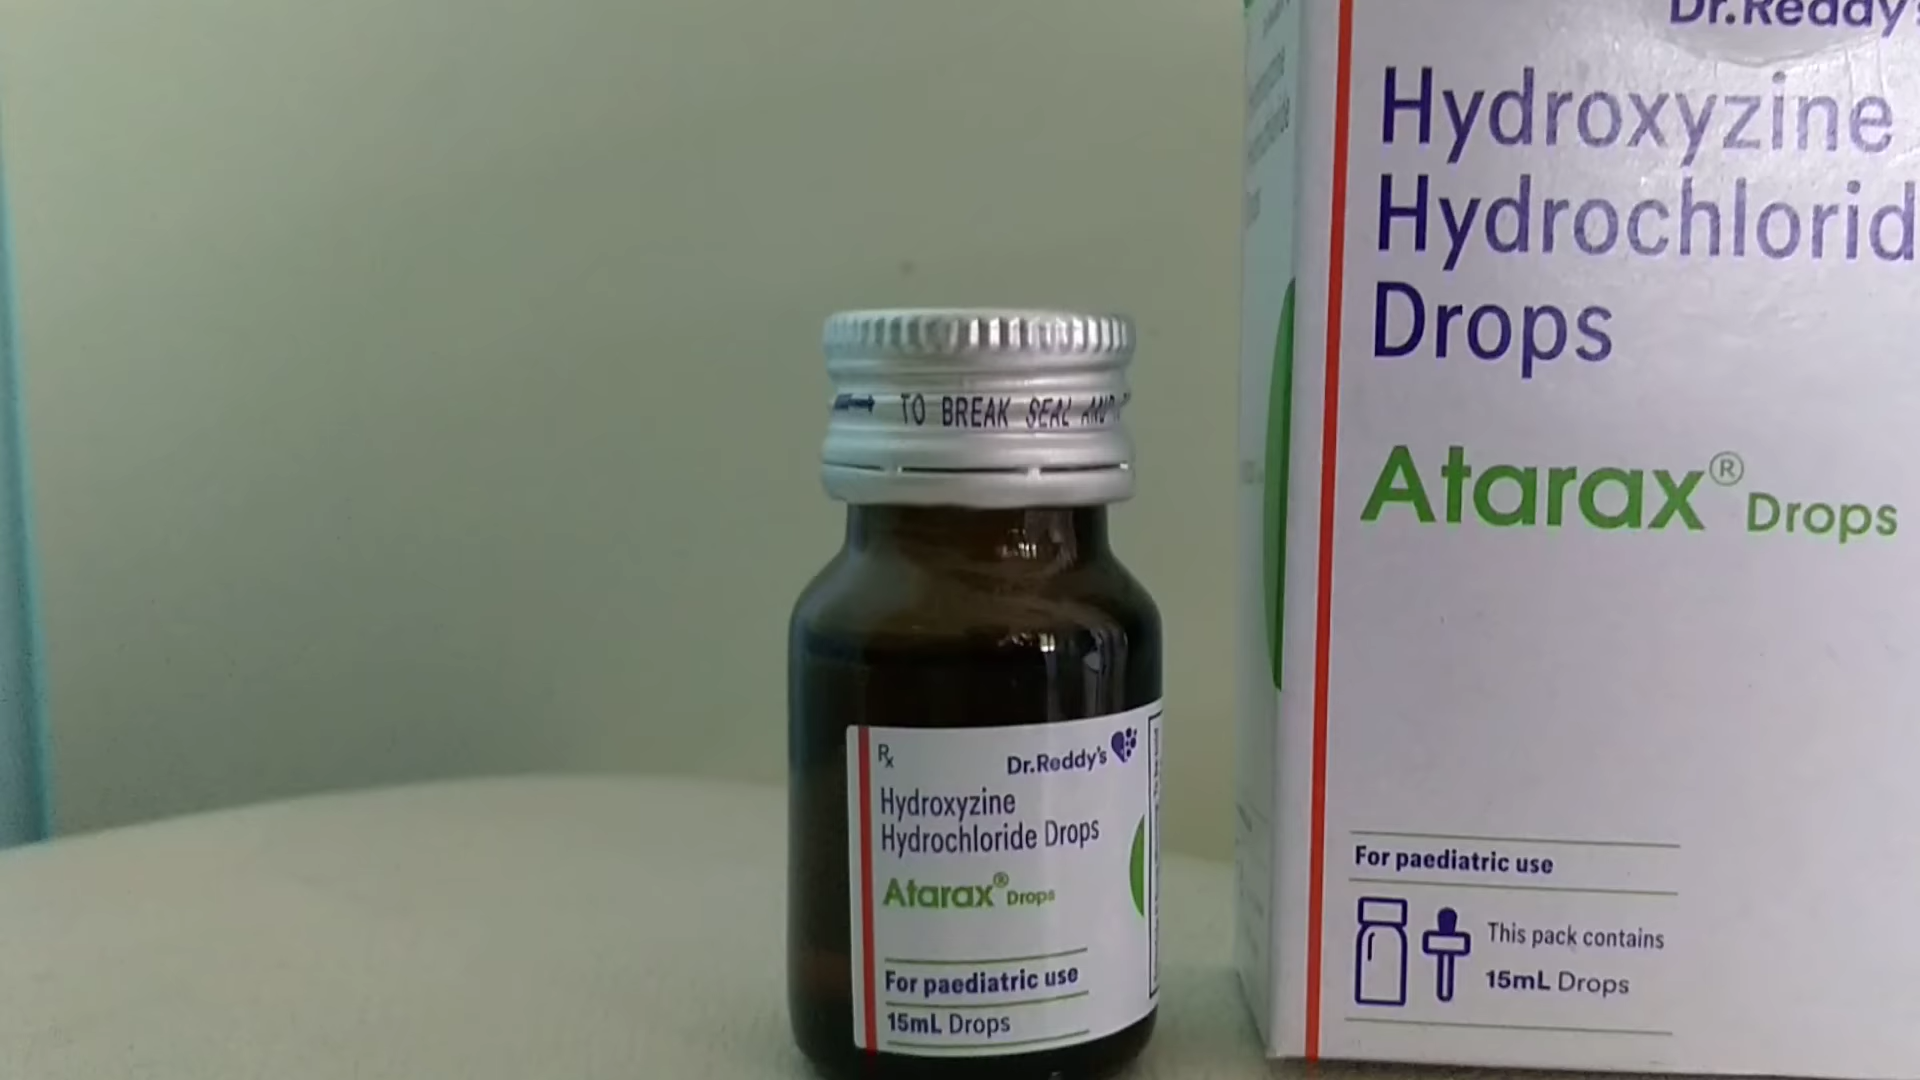 TO BREAK SEAL AND
Rx
Dr.Reddy's
Hydroxyzine
Hydrochloride Drops
Atarax® Drops
For paediatric use
15mL Drops
Dr.Reddy's
Hydroxyzine
Hydrochlorid
Drops
Atarax® Drops
For paediatric use
This pack contains
15mL Drops